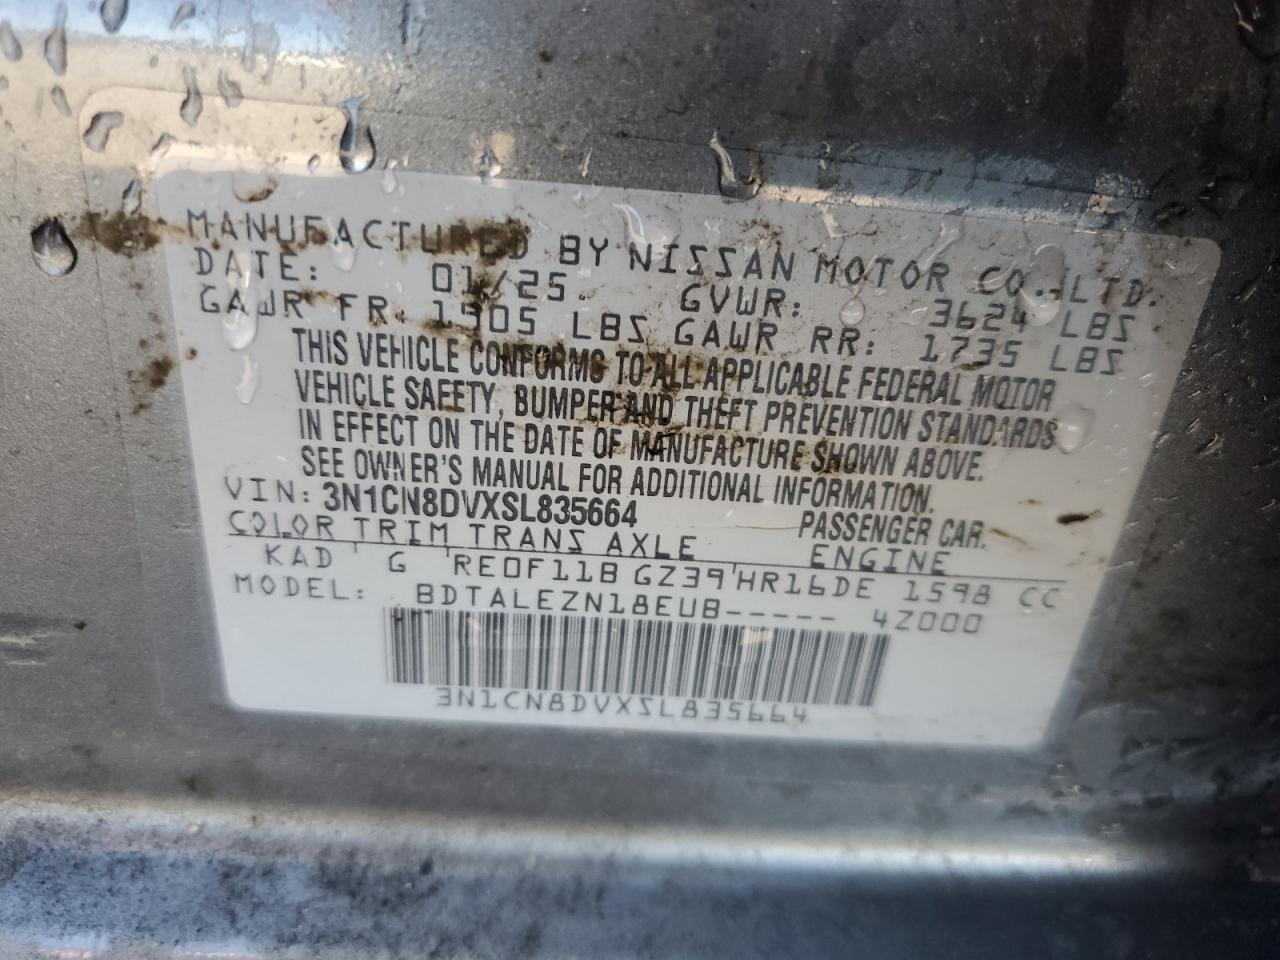 MANUFACTURED BY NISSAN MOTOR CO.,LTD.
DATE: 01/25 GVWR: 3624 LBS
GAWR FR: 1905 LBS GAWR RR: 1735 LBS
THIS VEHICLE CONFORMS TO ALL APPLICABLE FEDERAL MOTOR
VEHICLE SAFETY, BUMPER AND THEFT PREVENTION STANDARDS
IN EFFECT ON THE DATE OF MANUFACTURE SHOWN ABOVE.
SEE OWNER'S MANUAL FOR ADDITIONAL INFORMATION.
VIN: 3N1CN8DVXSL835664 PASSENGER CAR.
COLOR TRIM TRANS AXLE ENGINE
KAD G RE0F11B GZ39 HR16DE 1598 CC
MODEL: BDTALEZN18EUB----- 4Z000
3N1CN8DVXSL835664